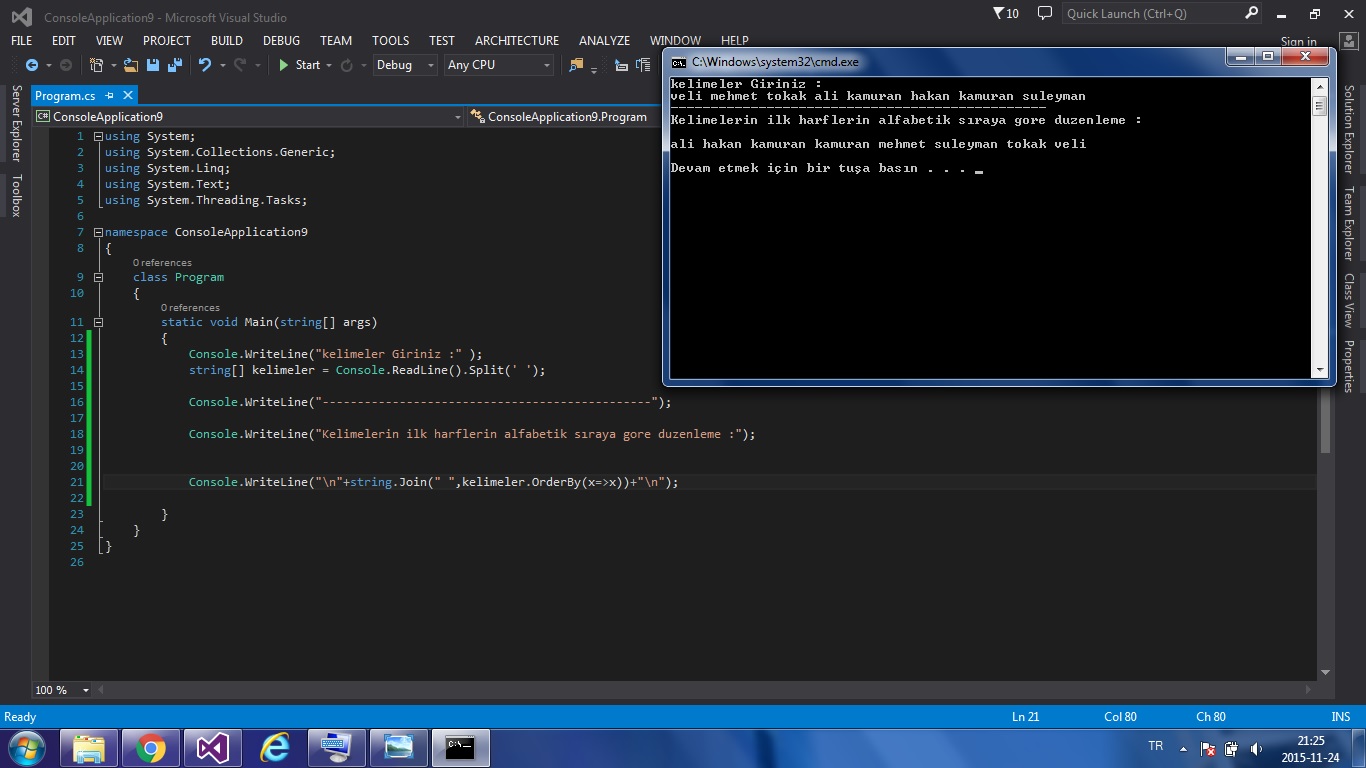 ConsoleApplication9 - Microsoft Visual Studio
10
Quick Launch (Ctrl+Q)
FILE EDIT VIEW PROJECT BUILD DEBUG TEAM TOOLS TEST ARCHITECTURE ANALYZE WINDOW HELP
Sign in
Start Debug Any CPU
Server Explorer
Toolbox
Program.cs
ConsoleApplication9 ConsoleApplication9.Program
1 using System;
2 using System.Collections.Generic;
3 using System.Linq;
4 using System.Text;
5 using System.Threading.Tasks;
6
7 namespace ConsoleApplication9
8 {
0 references
9 class Program
10 {
0 references
11 static void Main(string[] args)
12 {
13 Console.WriteLine("kelimeler Giriniz :" );
14 string[] kelimeler = Console.ReadLine().Split(' ');
15
16 Console.WriteLine("-----------------------------------------------");
17
18 Console.WriteLine("Kelimelerin ilk harflerin alfabetik sıraya gore duzenleme :");
19
20
21 Console.WriteLine("\n"+string.Join(" ",kelimeler.OrderBy(x=>x))+"\n");
22
23 }
24 }
25 }
26
C:\Windows\system32\cmd.exe
kelimeler Giriniz :
veli mehmet tokak ali kamuran hakan kamuran suleyman
-----------------------------------------------
Kelimelerin ilk harflerin alfabetik sıraya gore duzenleme :
ali hakan kamuran kamuran mehmet suleyman tokak veli
Devam etmek için bir tuşa basın . . .
Solution Explorer
Team Explorer
Class View
Properties
100 %
Ready Ln 21 Col 80 Ch 80 INS
TR
21:25
2015-11-24